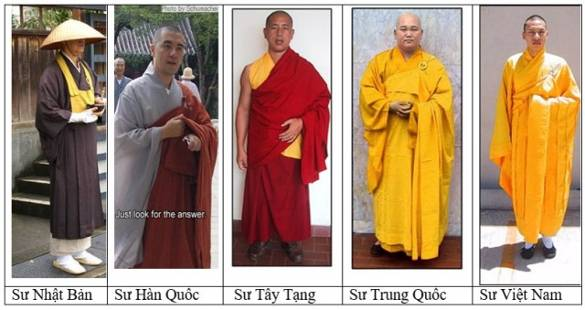 Photo by Schumacher
Just look for the answer
Sư Nhật Bản
Sư Hàn Quốc
Sư Tây Tạng
Sư Trung Quốc
Sư Việt Nam